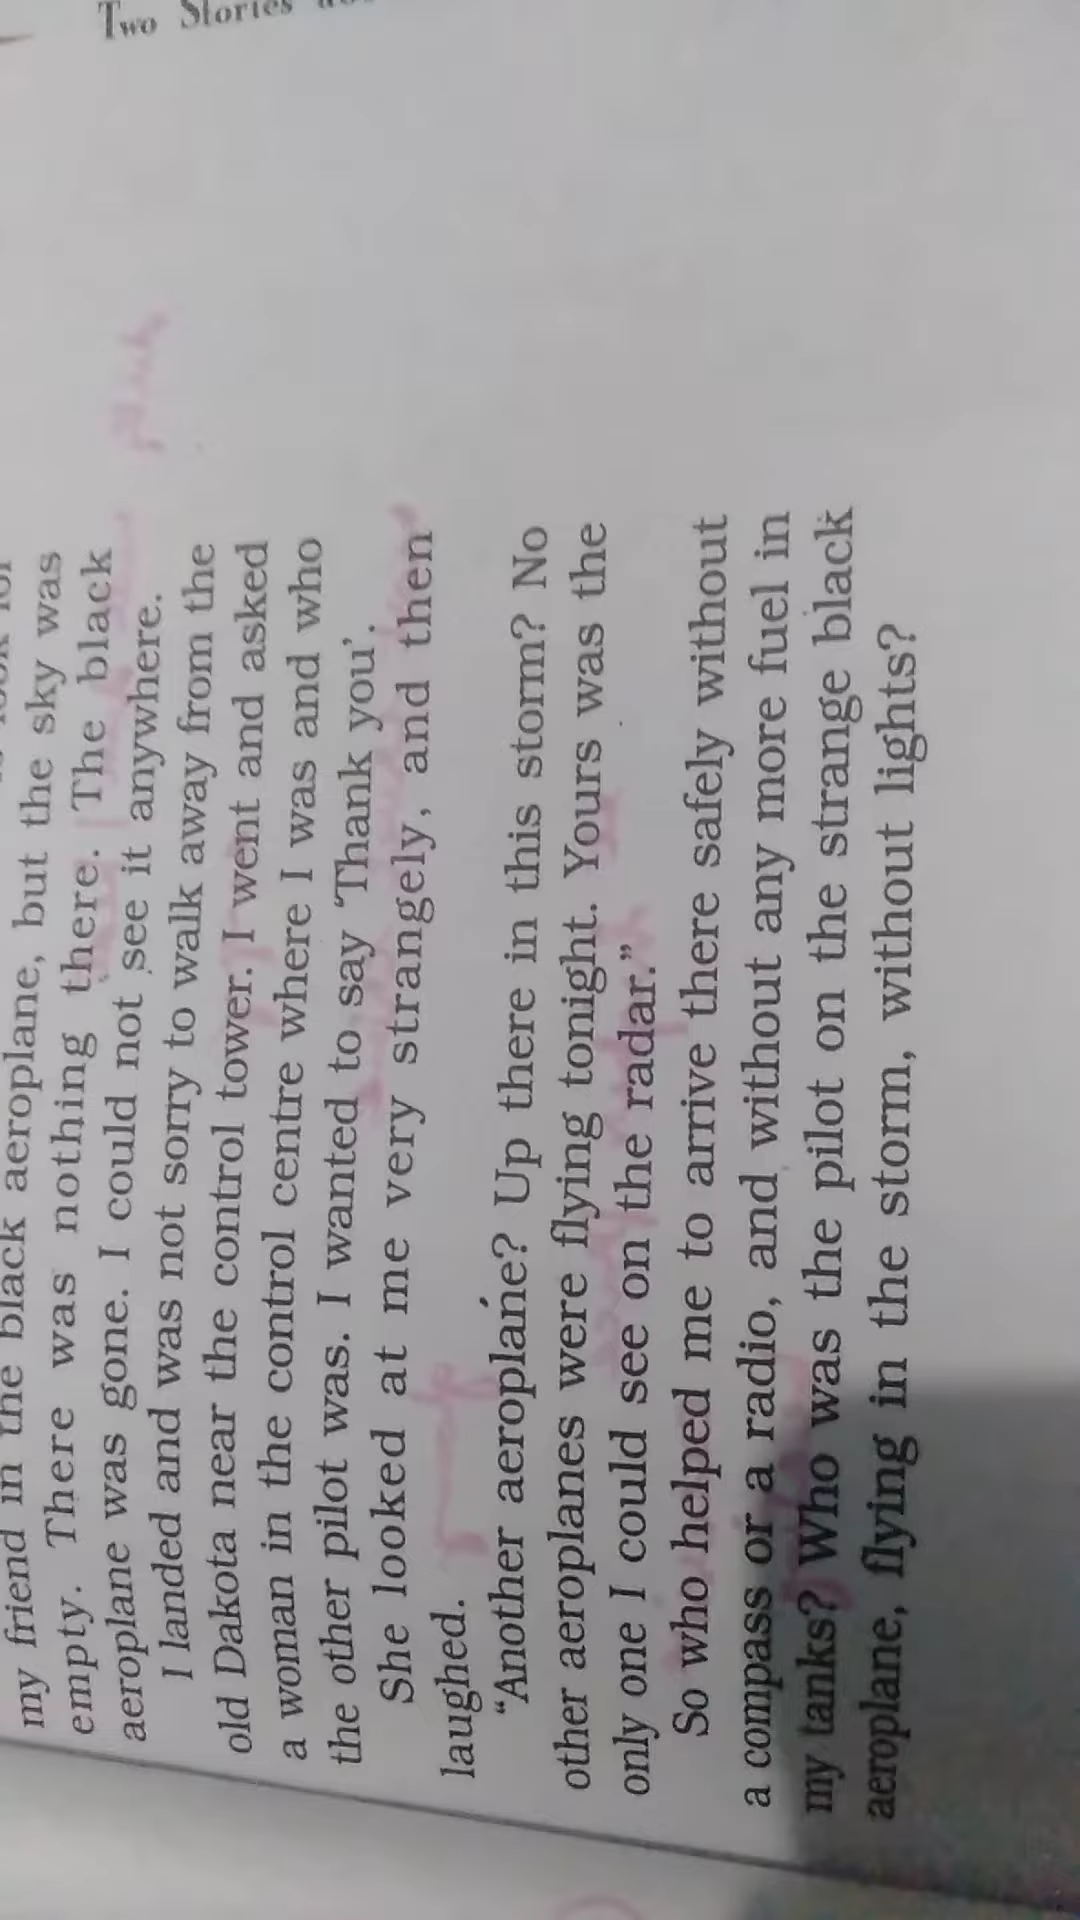 Two Stories
my friend in the black aeroplane, but the sky was
empty. There was nothing there. The black
aeroplane was gone. I could not see it anywhere.
I landed and was not sorry to walk away from the
old Dakota near the control tower. I went and asked
a woman in the control centre where I was and who
the other pilot was. I wanted to say ‘Thank you’.
She looked at me very strangely, and then
laughed.
“Another aeroplane? Up there in this storm? No
other aeroplanes were flying tonight. Yours was the
only one I could see on the radar.”
So who helped me to arrive there safely without
a compass or a radio, and without any more fuel in
my tanks? Who was the pilot on the strange black
aeroplane, flying in the storm, without lights?